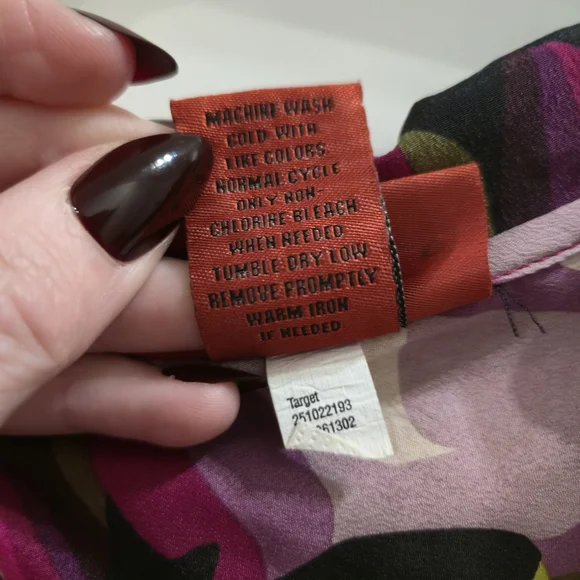 MACHINE WASH
COLD WITH
LIKE COLORS
NORMAL CYCLE
ONLY NON-
CHLORINE BLEACH
WHEN NEEDED
TUMBLE DRY LOW
REMOVE PROMPTLY
WARM IRON
IF NEEDED
Target
251022193
61302